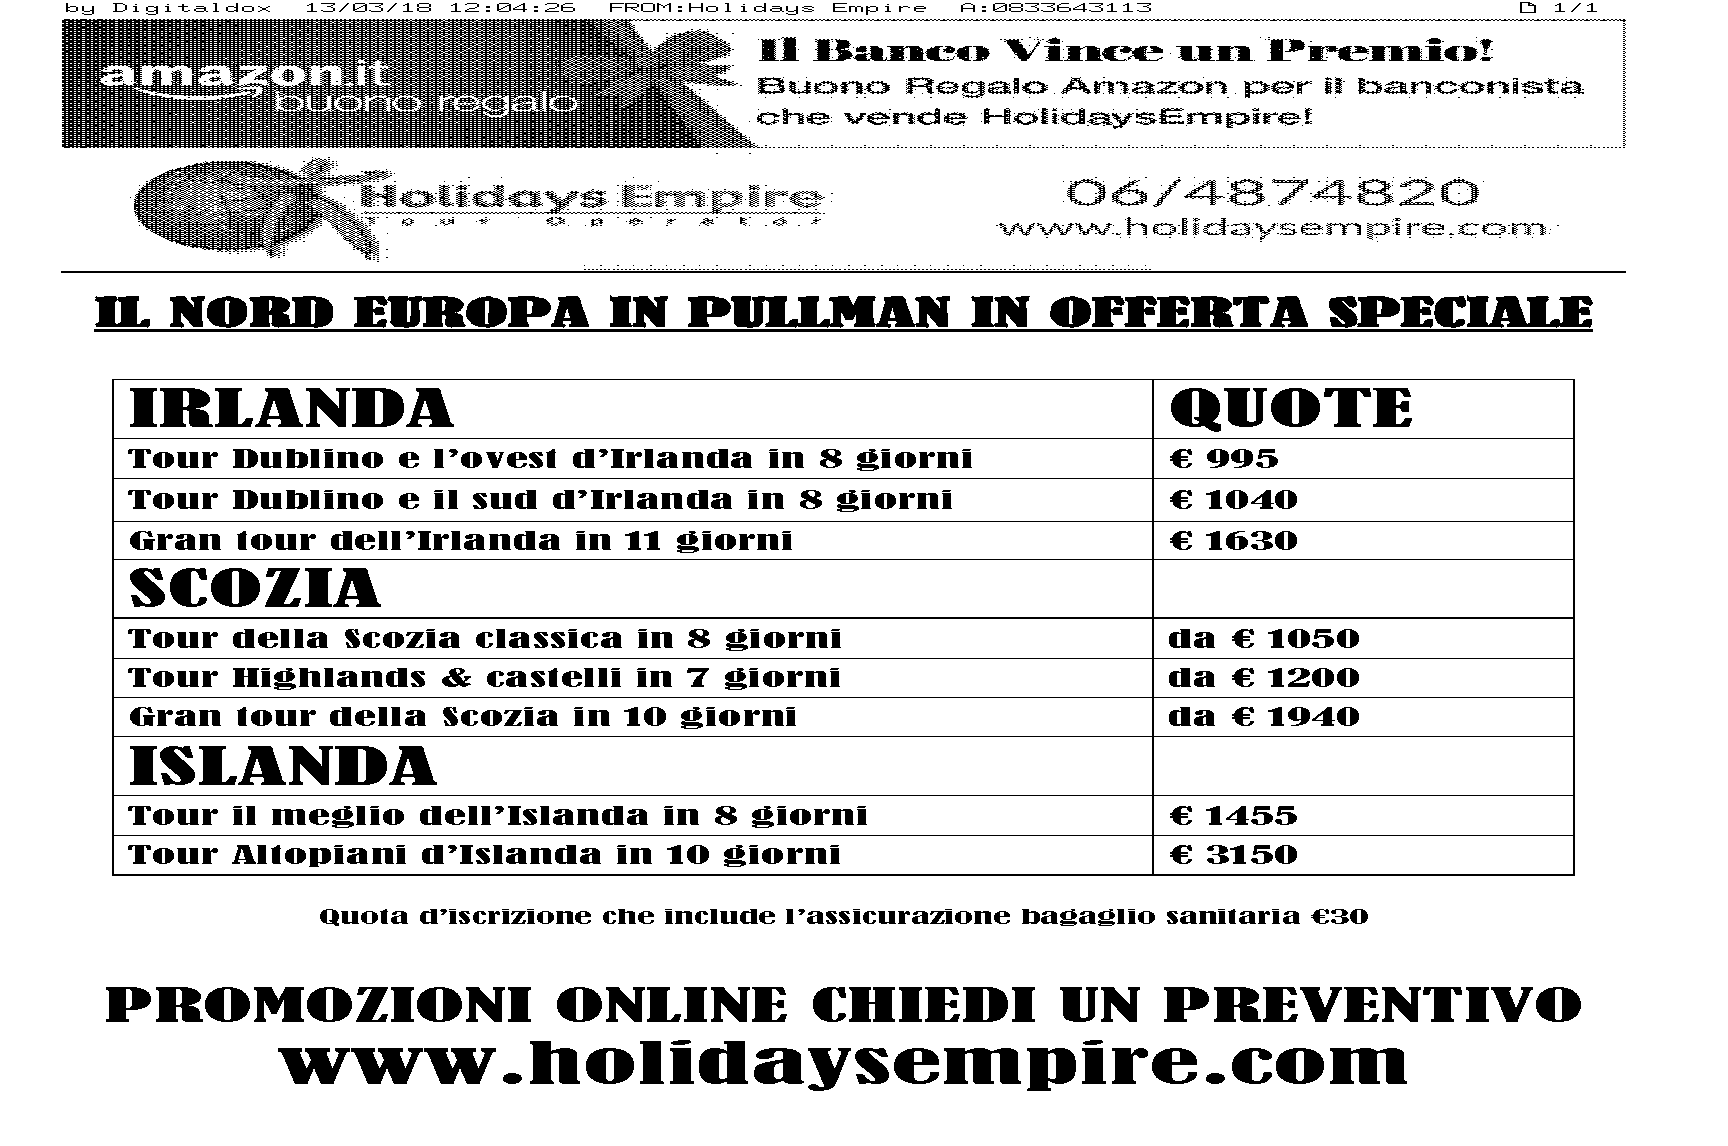 by Digitaldox 13/03/18 12:04:26 FROM:Holidays Empire A:0833643113 1/1
amazon.it
buono regalo
Il Banco Vince un Premio!
Buono Regalo Amazon per il banconista
che vende HolidaysEmpire!
Holidays Empire
Tour Operator
06/4874820
www.holidaysempire.com
IL NORD EUROPA IN PULLMAN IN OFFERTA SPECIALE
IRLANDA QUOTE
Tour Dublino e l'ovest d'Irlanda in 8 giorni € 995
Tour Dublino e il sud d'Irlanda in 8 giorni € 1040
Gran tour dell'Irlanda in 11 giorni € 1630
SCOZIA
Tour della Scozia classica in 8 giorni da € 1050
Tour Highlands & castelli in 7 giorni da € 1200
Gran tour della Scozia in 10 giorni da € 1940
ISLANDA
Tour il meglio dell'Islanda in 8 giorni € 1455
Tour Altopiani d'Islanda in 10 giorni € 3150
Quota d'iscrizione che include l'assicurazione bagaglio sanitaria €30
PROMOZIONI ONLINE CHIEDI UN PREVENTIVO
www.holidaysempire.com